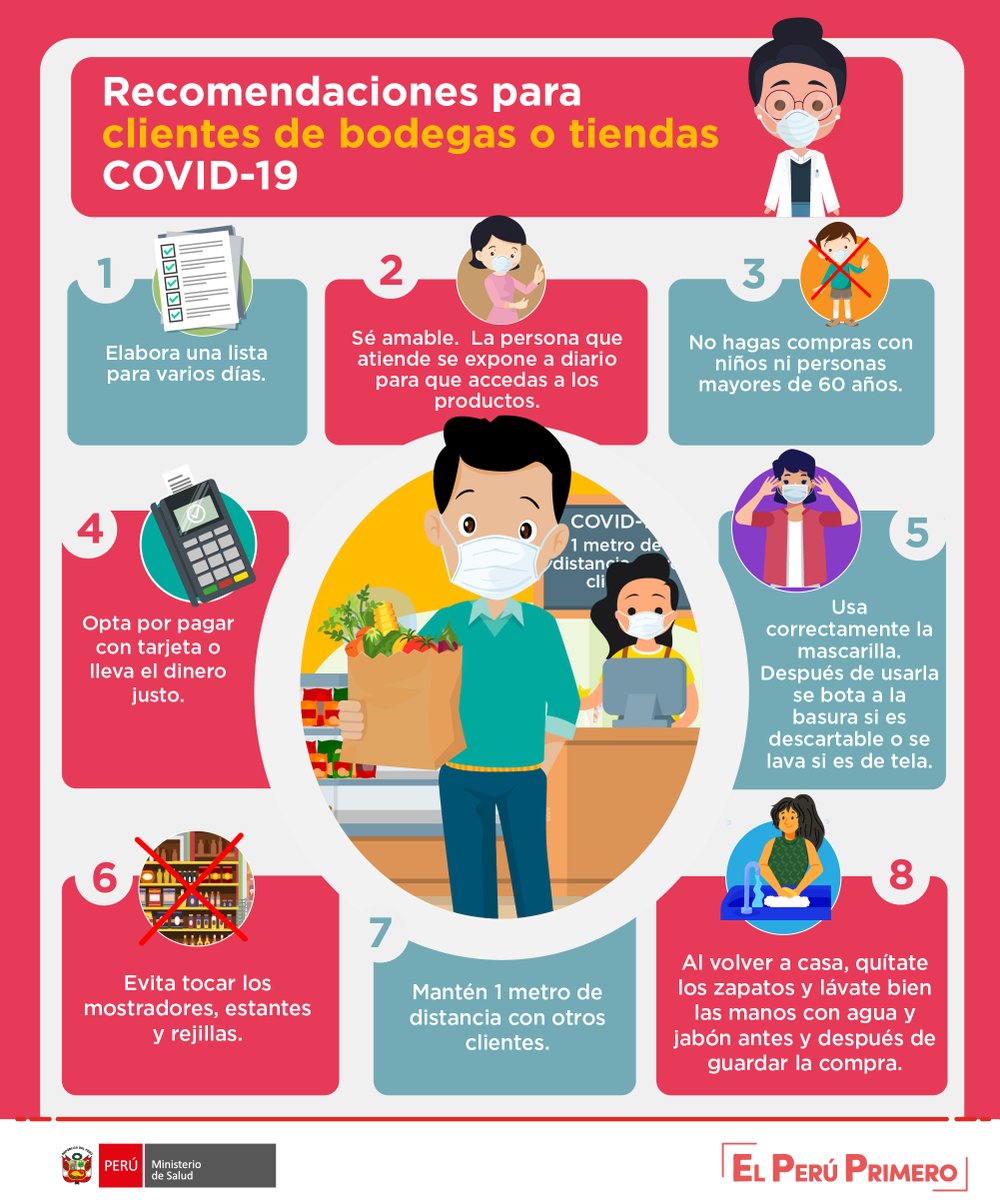 Recomendaciones para
clientes de bodegas o tiendas
COVID-19
1
Elabora una lista
para varios días.
2
Sé amable. La persona que
atiende se expone a diario
para que accedas a los
productos.
3
No hagas compras con
niños ni personas
mayores de 60 años.
4
Opta por pagar
con tarjeta o
lleva el dinero
justo.
COVID-
1 metro de
distancia
cli
5
Usa
correctamente la
mascarilla.
Después de usarla
se bota a la
basura si es
descartable o se
lava si es de tela.
6
Evita tocar los
mostradores, estantes
y rejillas.
7
Mantén 1 metro de
distancia con otros
clientes.
8
Al volver a casa, quítate
los zapatos y lávate bien
las manos con agua y
jabón antes y después de
guardar la compra.
PERÚ
Ministerio
de Salud
EL PERÚ PRIMERO